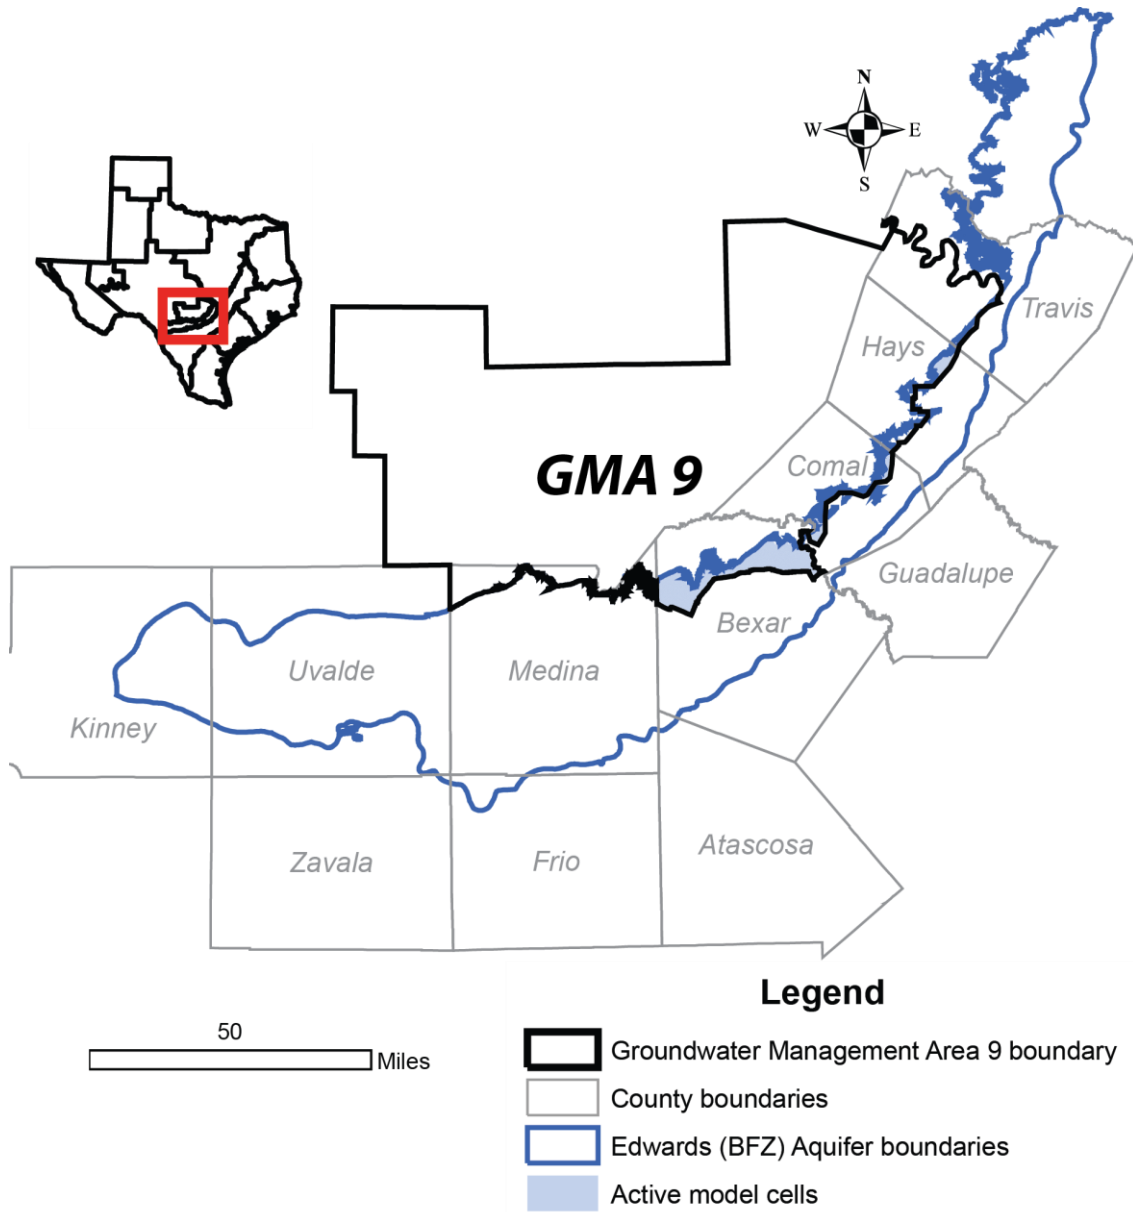 N
W E
S
Travis
Hays
GMA 9
Comal
Guadalupe
Bexar
Uvalde
Medina
Kinney
Zavala
Frio
Atascosa
Legend
50
Miles
Groundwater Management Area 9 boundary
County boundaries
Edwards (BFZ) Aquifer boundaries
Active model cells